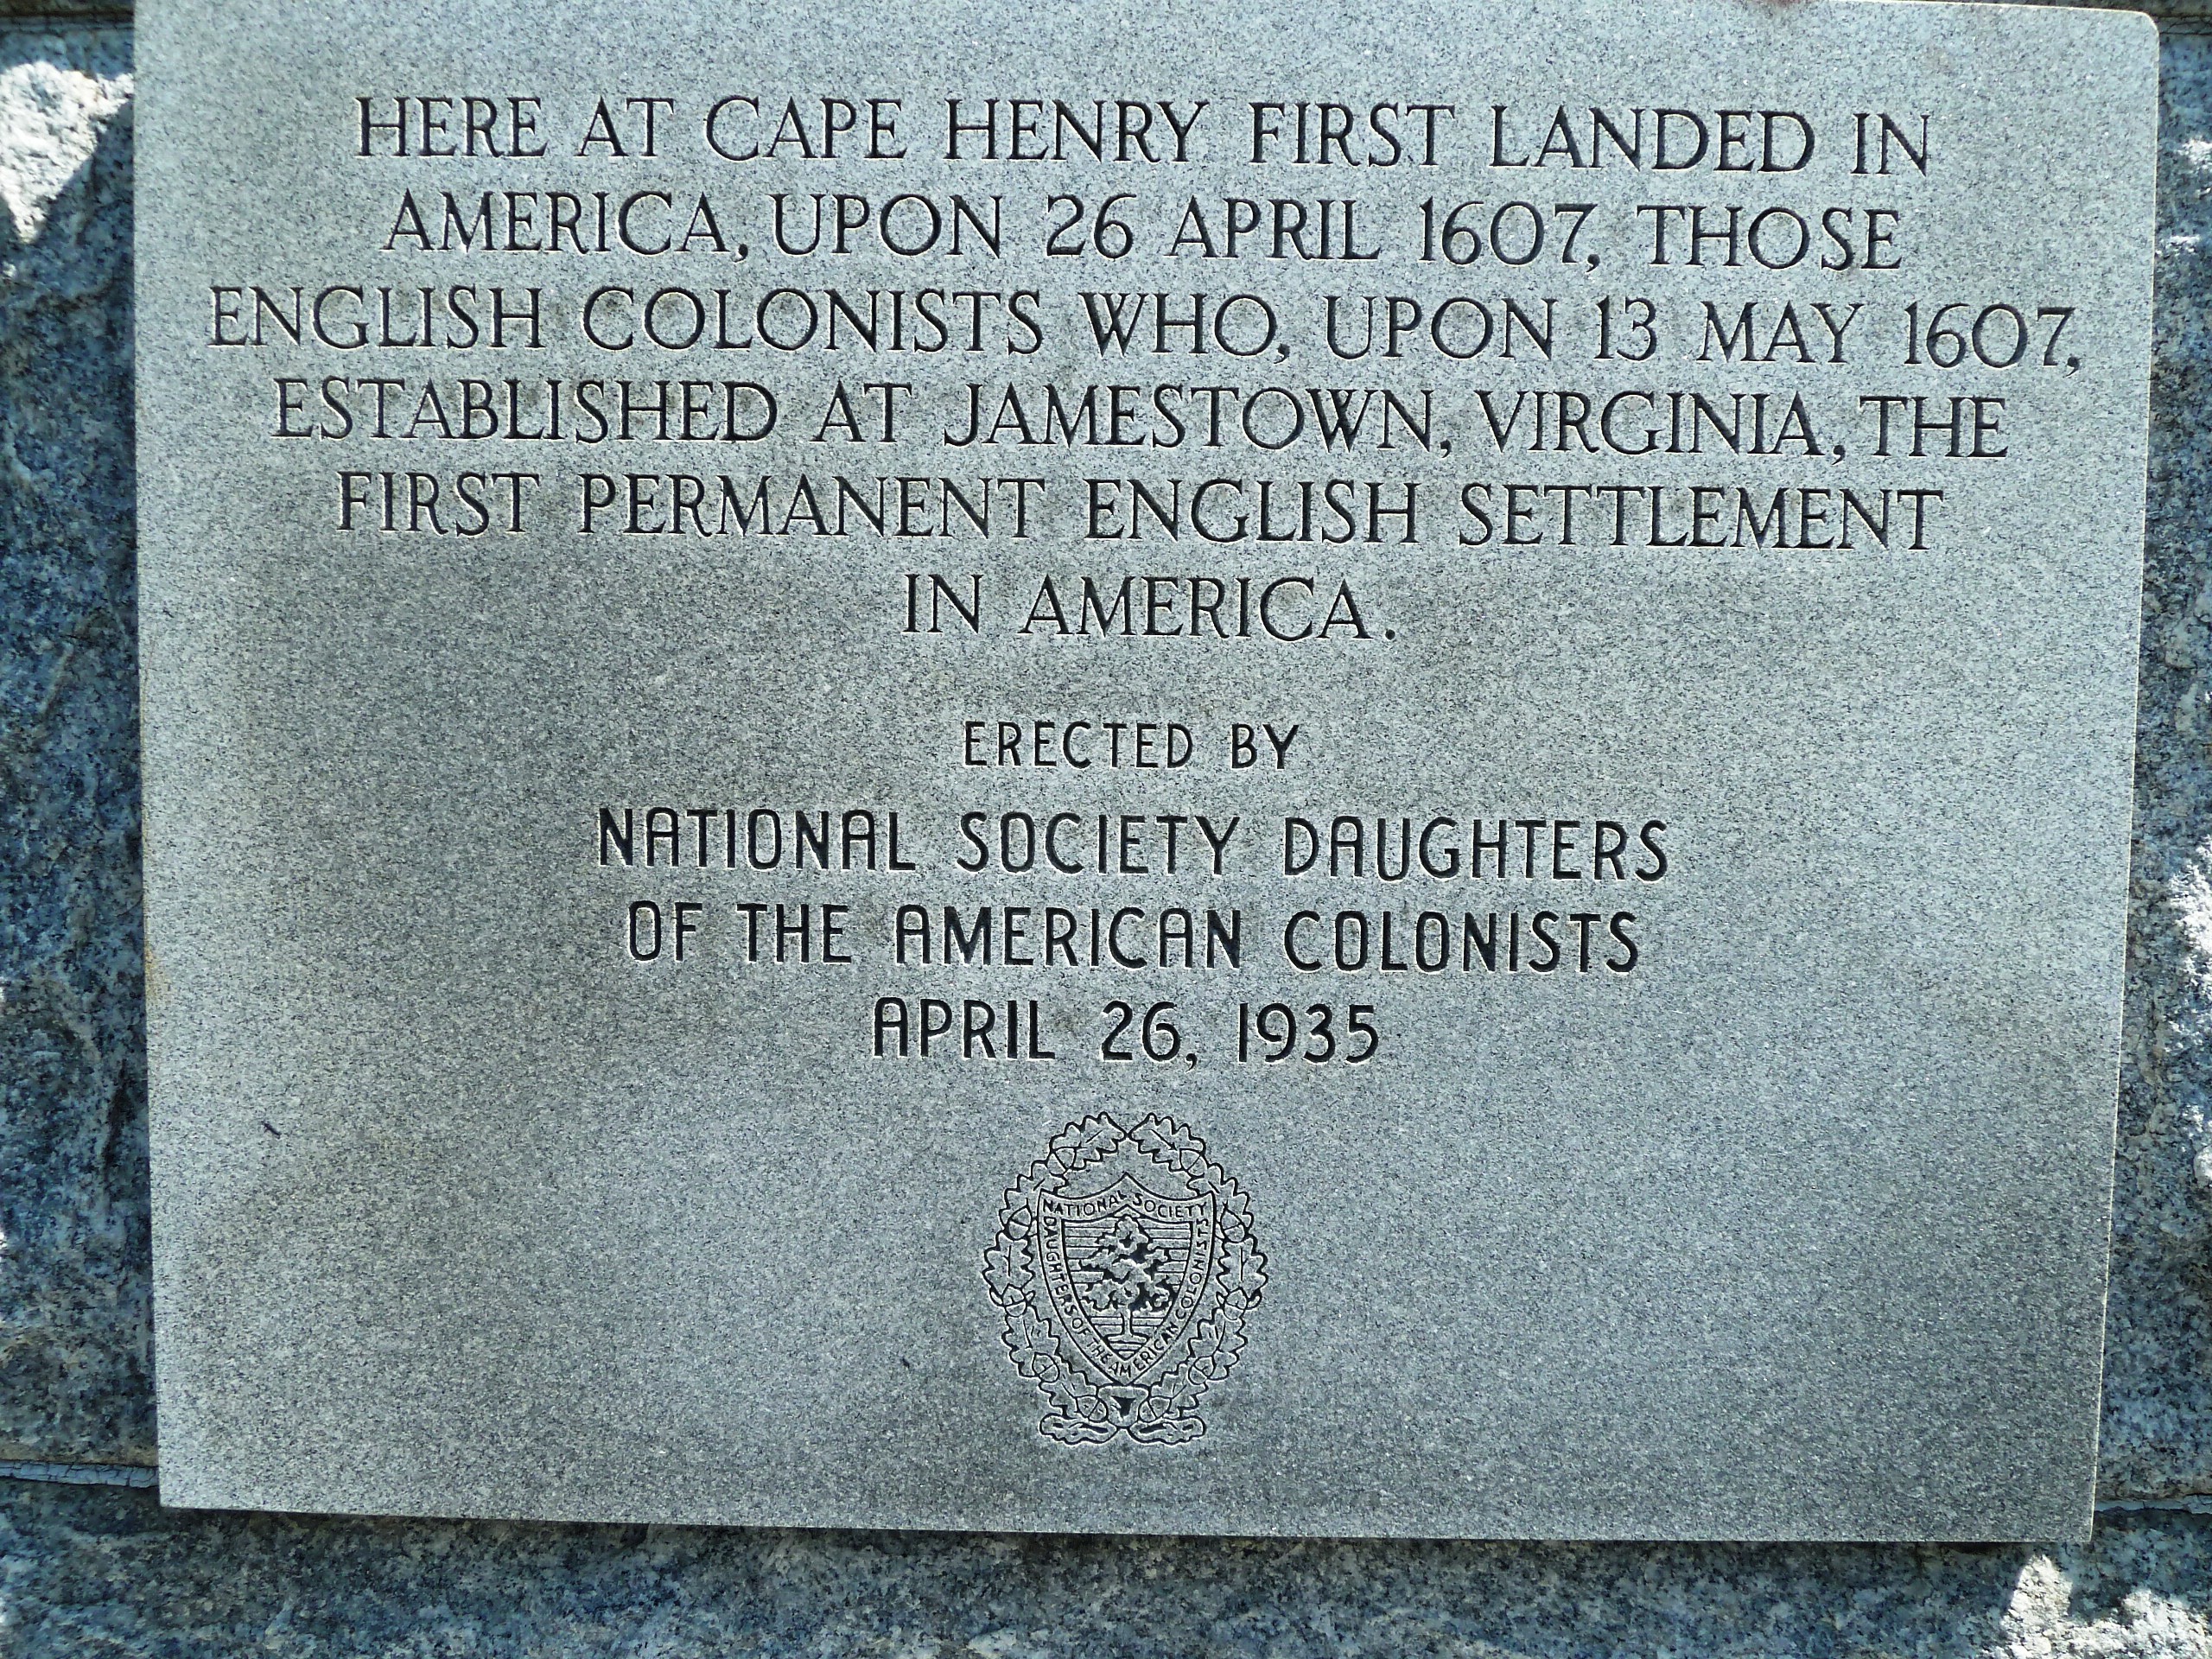 HERE AT CAPE HENRY FIRST LANDED IN
AMERICA, UPON 26 APRIL 1607, THOSE
ENGLISH COLONISTS WHO, UPON 13 MAY 1607,
ESTABLISHED AT JAMESTOWN, VIRGINIA, THE
FIRST PERMANENT ENGLISH SETTLEMENT
IN AMERICA.
ERECTED BY
NATIONAL SOCIETY DAUGHTERS
OF THE AMERICAN COLONISTS
APRIL 26, 1935
NATIONAL SOCIETY
DAUGHTERS OF THE AMERICAN COLONISTS